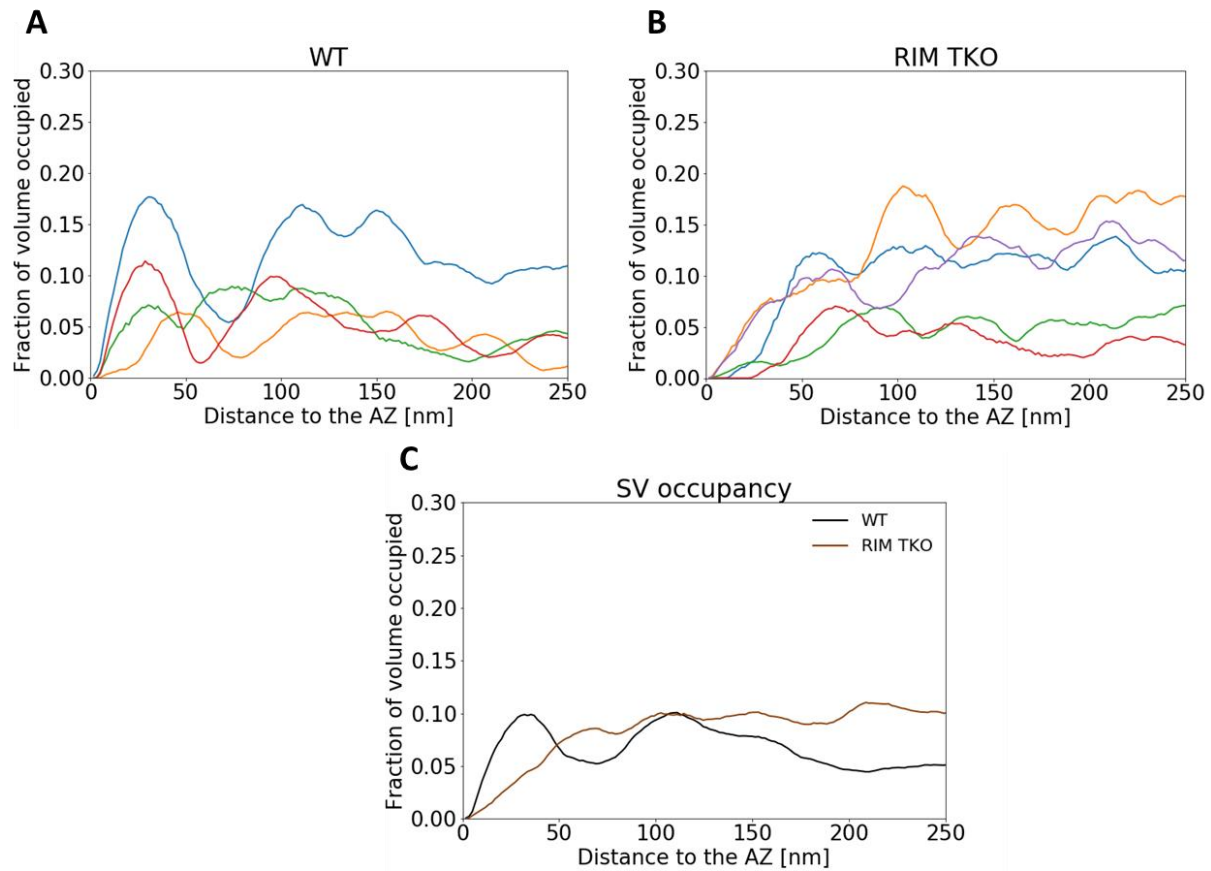 A
WT
Fraction of volume occupied
0.30
0.25
0.20
0.15
0.10
0.05
0.00
0 50 100 150 200 250
Distance to the AZ [nm]
B
RIM TKO
Fraction of volume occupied
0.30
0.25
0.20
0.15
0.10
0.05
0.00
0 50 100 150 200 250
Distance to the AZ [nm]
C
SV occupancy
Fraction of volume occupied
0.30
0.25
0.20
0.15
0.10
0.05
0.00
0 50 100 150 200 250
Distance to the AZ [nm]
WT
RIM TKO